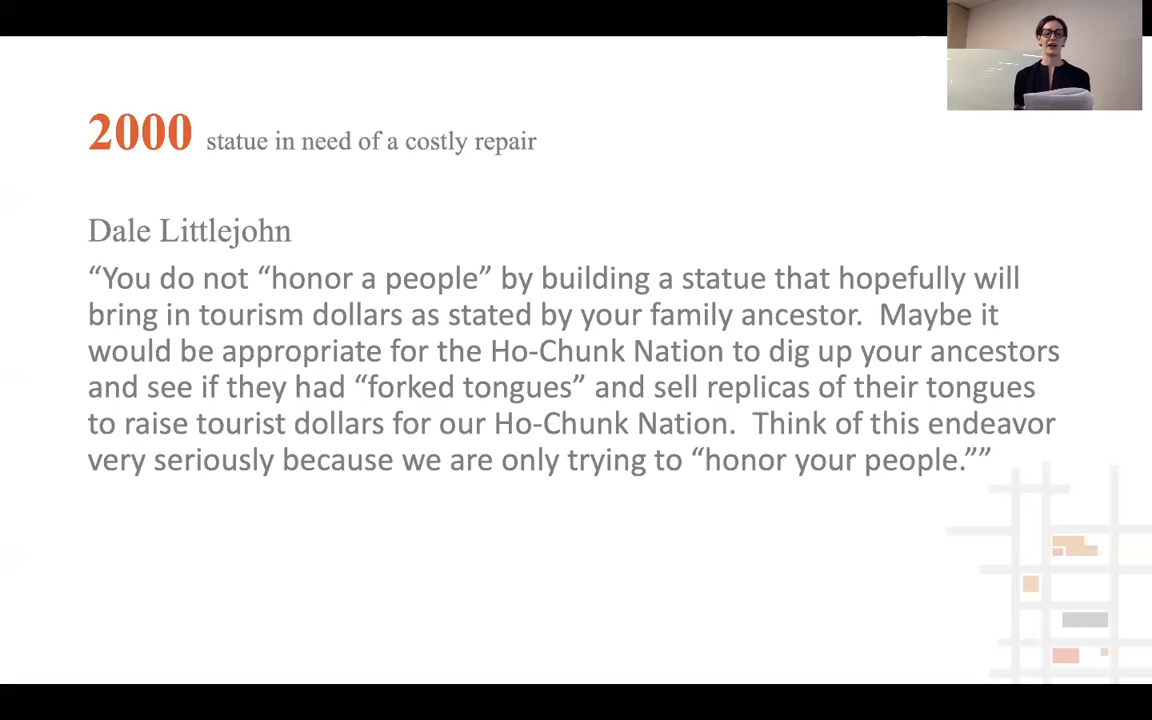 2000 statue in need of a costly repair
Dale Littlejohn
“You do not “honor a people” by building a statue that hopefully will
bring in tourism dollars as stated by your family ancestor.  Maybe it
would be appropriate for the Ho-Chunk Nation to dig up your ancestors
and see if they had “forked tongues” and sell replicas of their tongues
to raise tourist dollars for our Ho-Chunk Nation.  Think of this endeavor
very seriously because we are only trying to “honor your people.””